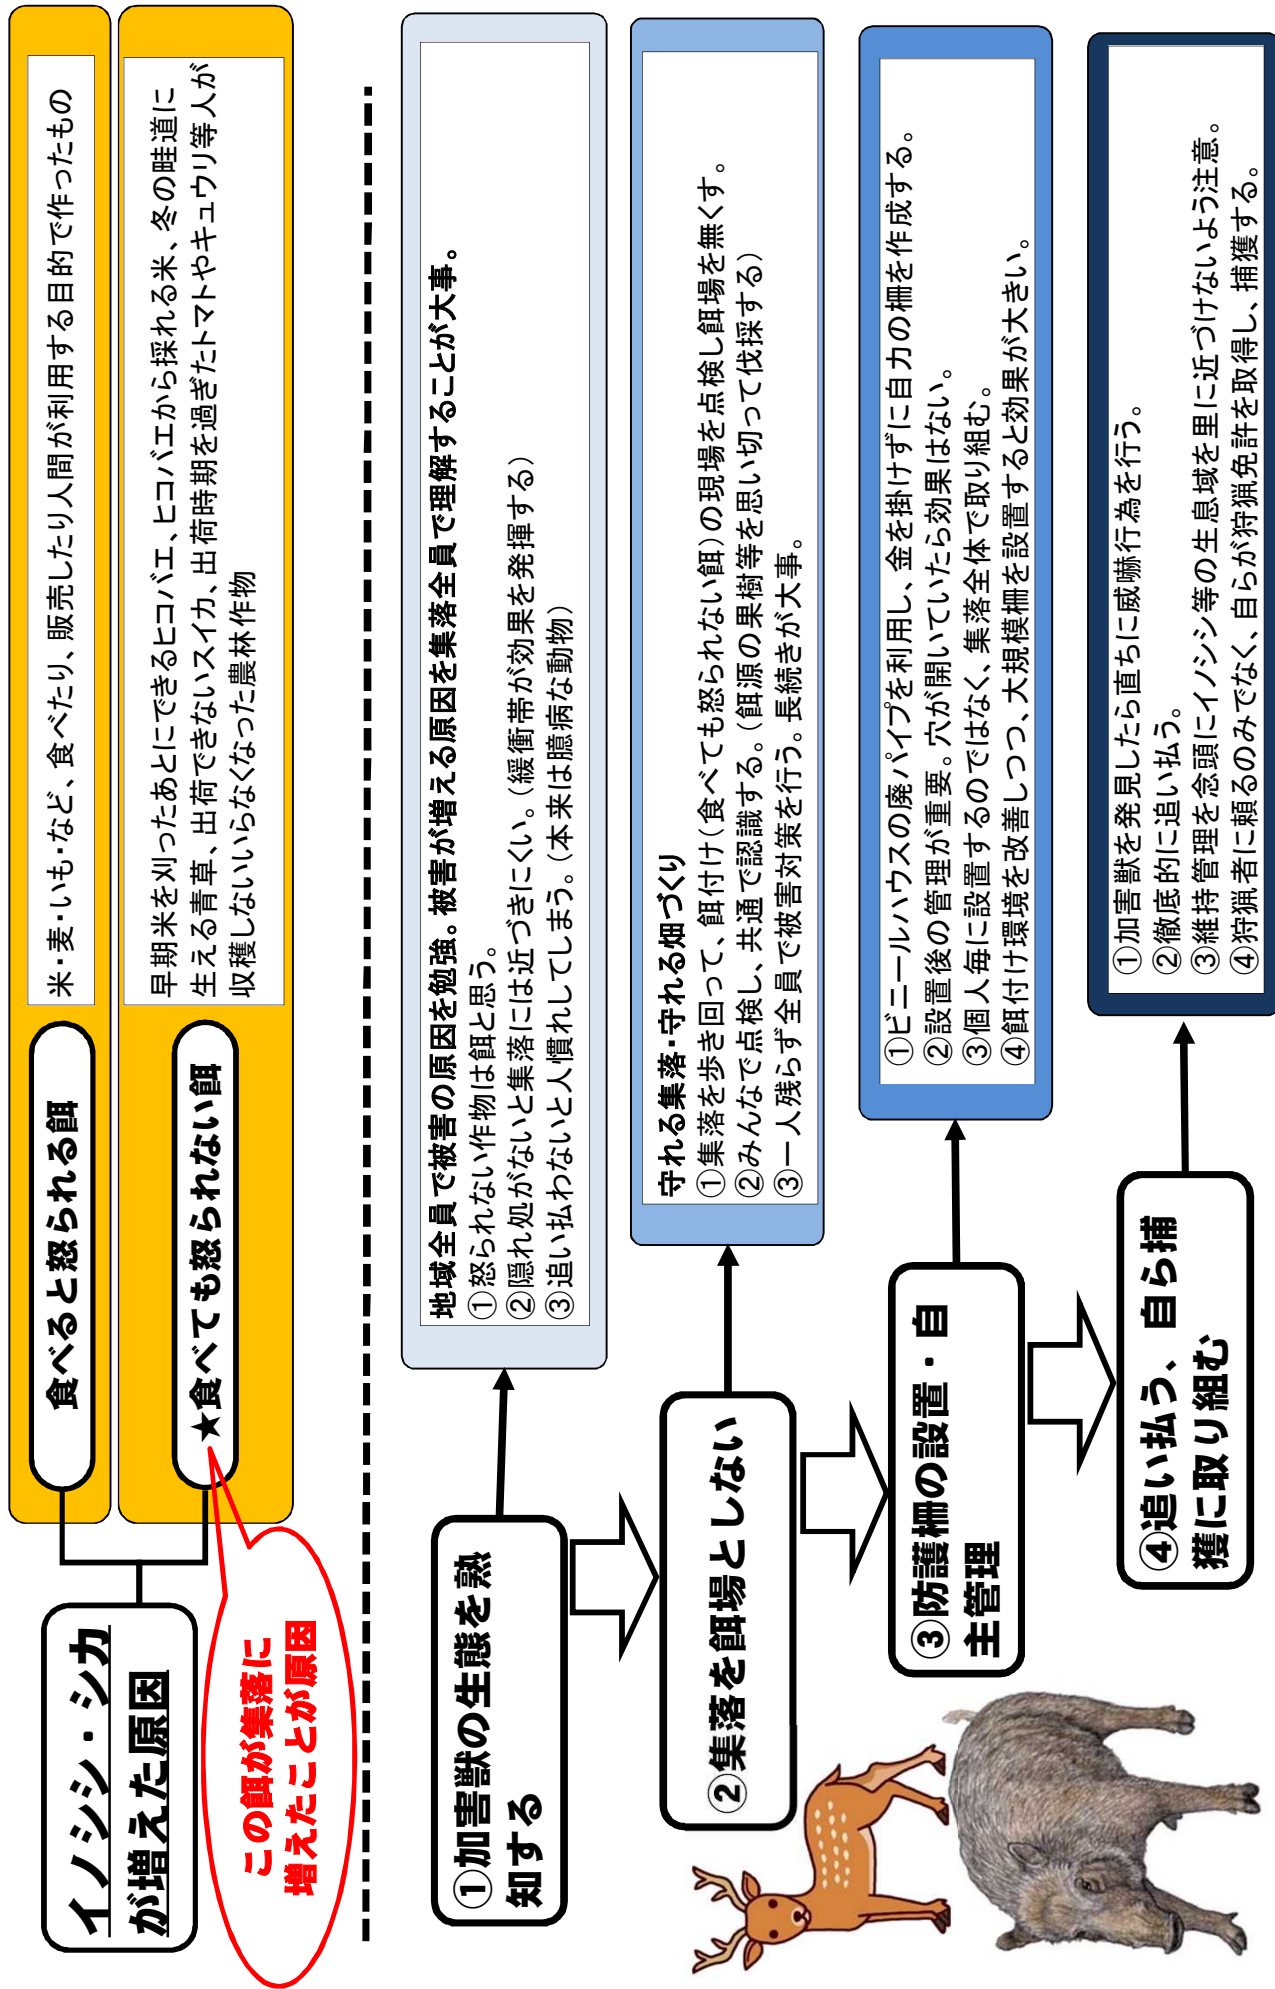 イノシシ・シカ
が増えた原因
食べると怒られる餌
米・麦・いも・など、食べたり、販売したり人間が利用する目的で作ったもの
★食べても怒られない餌
早期米を刈ったあとにできるヒコバエ、ヒコバエから採れる米、冬の畦道に
生える青草、出荷できないスイカ、出荷時期を過ぎたトマトやキュウリ等人が
収穫しないいらなくなった農林作物
この餌が集落に
増えたことが原因
①加害獣の生態を熟
知する
地域全員で被害の原因を勉強。被害が増える原因を集落全員で理解することが大事。
①怒られない作物は餌と思う。
②隠れ処がないと集落には近づきにくい。（緩衝帯が効果を発揮する）
③追い払わないと人慣れしてしまう。（本来は臆病な動物）
②集落を餌場としない
守れる集落・守れる畑づくり
①集落を歩き回って、餌付け（食べても怒られない餌）の現場を点検し餌場を無くす。
②みんなで点検し、共通で認識する。（餌源の果樹等を思い切って伐採する）
③一人残らず全員で被害対策を行う。長続きが大事。
③防護柵の設置・自
主管理
①ビニールハウスの廃パイプを利用し、金を掛けずに自力の柵を作成する。
②設置後の管理が重要。穴が開いていたら効果はない。
③個人毎に設置するのではなく、集落全体で取り組む。
④餌付け環境を改善しつつ、大規模柵を設置すると効果が大きい。
④追い払う、自ら捕
獲に取り組む
①加害獣を発見したら直ちに威嚇行為を行う。
②徹底的に追い払う。
③維持管理を念頭にイノシシ等の生息域を里に近づけないよう注意。
④狩猟者に頼るのみでなく、自らが狩猟免許を取得し、捕獲する。